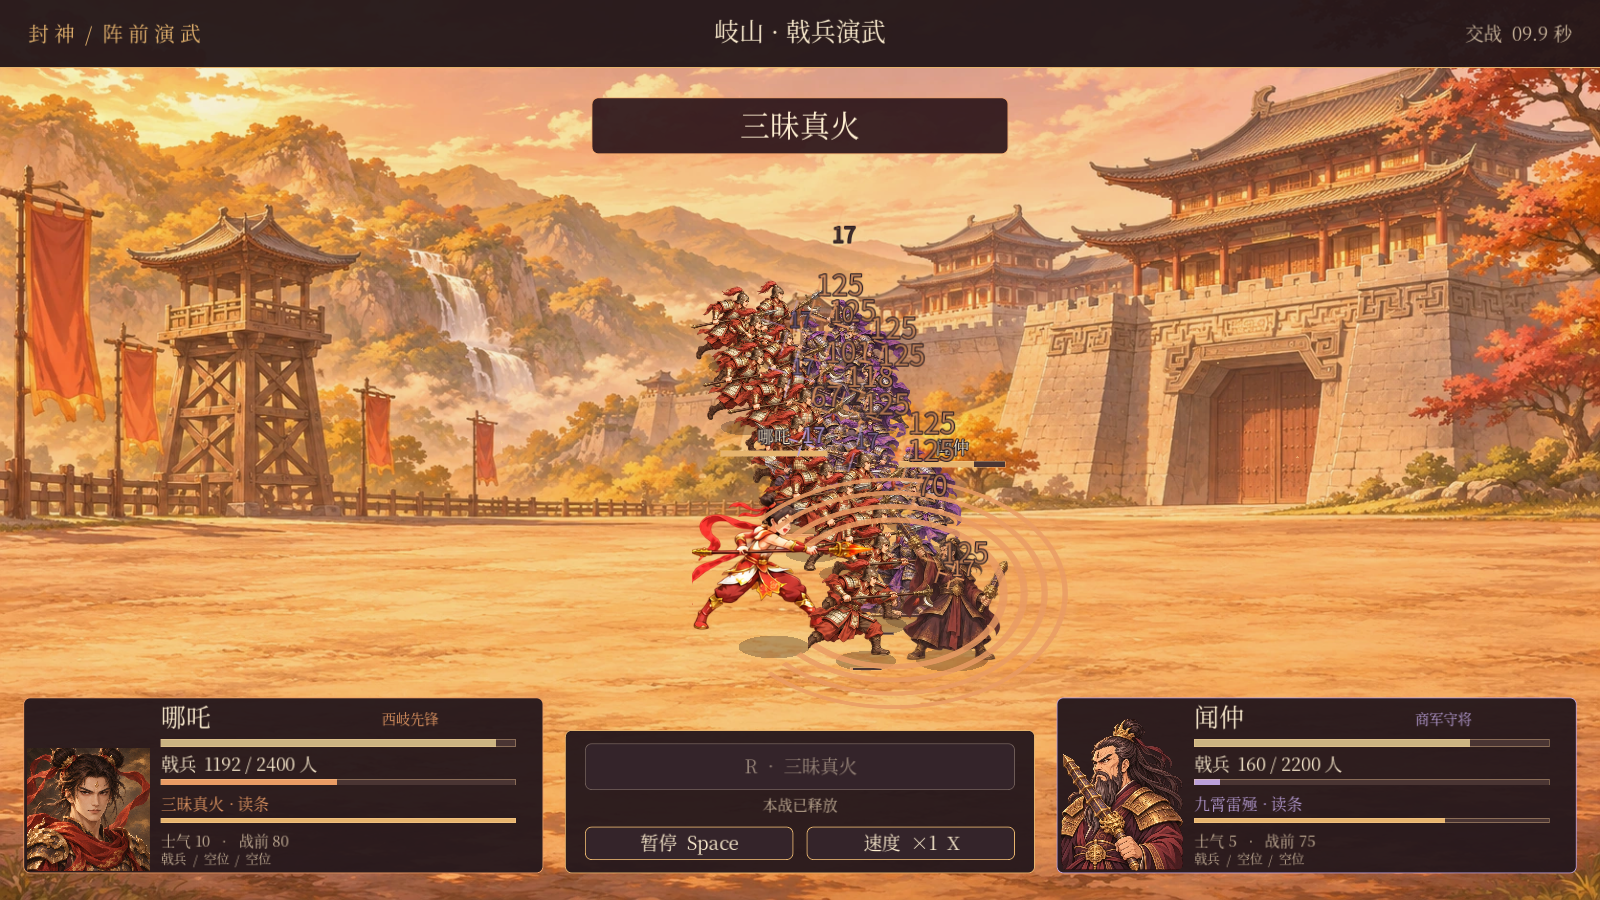 封神 / 阵前演武
岐山 · 戟兵演武
交战 09.9 秒
三昧真火
17
125
125
125
125
118
125
哪吒 17
125
125
70
125
哪吒
西岐先锋
戟兵 1192 / 2400 人
三昧真火 · 读条
士气 10 · 战前 80
戟兵 / 空位 / 空位
R · 三昧真火
本战已释放
暂停 Space
速度 ×1 X
闻仲
商军守将
戟兵 160 / 2200 人
九霄雷殛 · 读条
士气 5 · 战前 75
戟兵 / 空位 / 空位